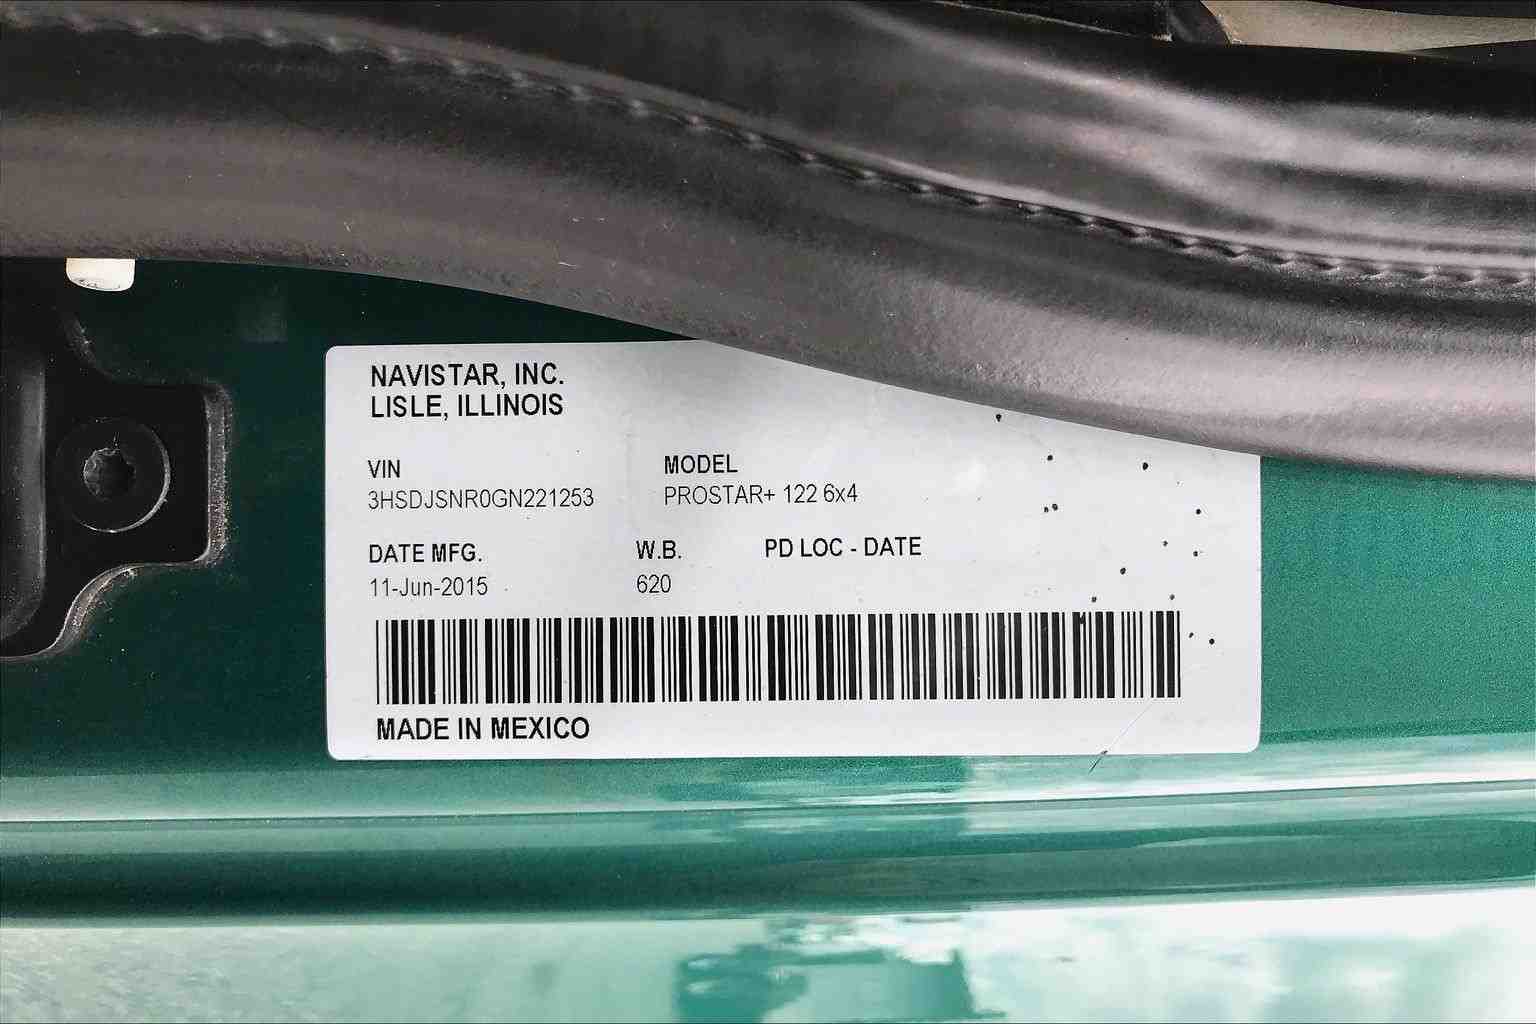 NAVISTAR, INC.
LISLE, ILLINOIS
VIN MODEL
3HSDJSNR0GN221253 PROSTAR+ 122 6x4
DATE MFG. W.B. PD LOC - DATE
11-Jun-2015 620
MADE IN MEXICO